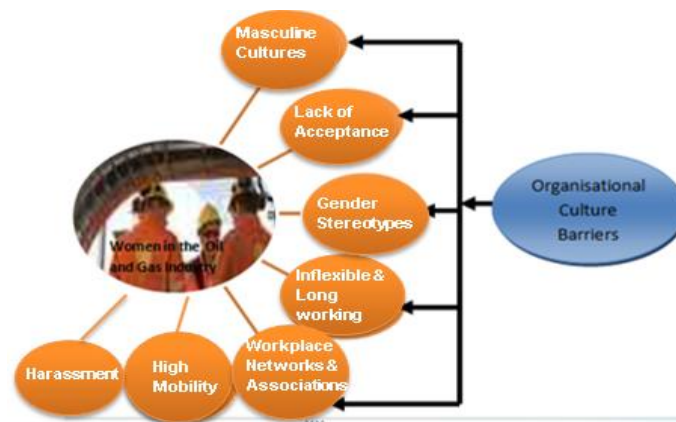 Masculine
Cultures
Lack of
Acceptance
Gender
Stereotypes
Organisational
Culture
Barriers
Women in the Oil
and Gas Industry
Inflexible &
Long
working
Workplace
Networks &
Associations
High
Mobility
Harassment